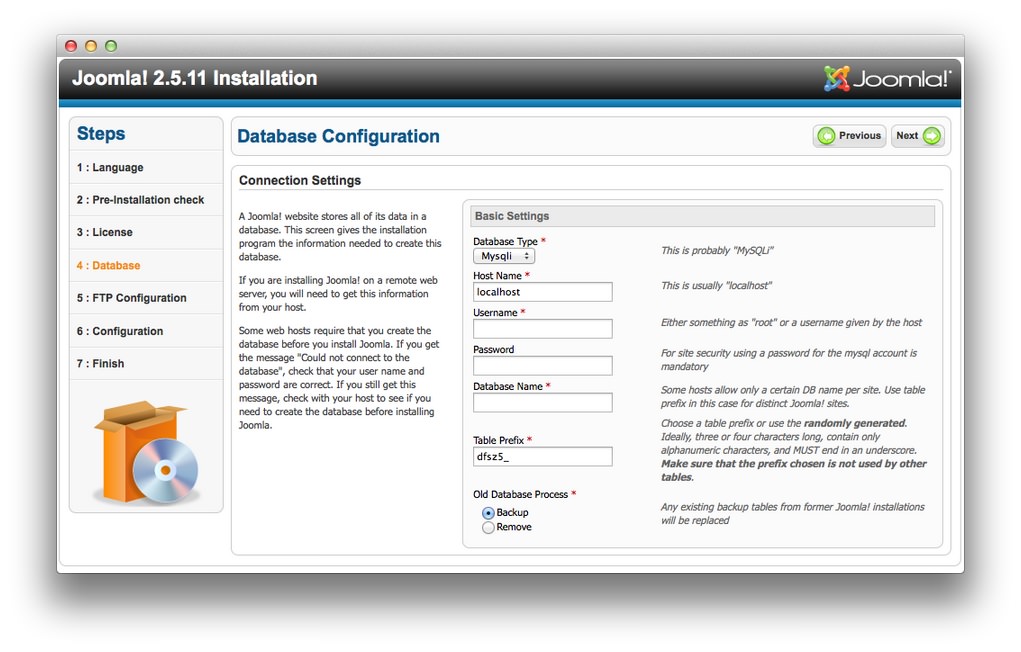 Joomla! 2.5.11 Installation
Joomla!
Steps
1 : Language
2 : Pre-Installation check
3 : License
4 : Database
5 : FTP Configuration
6 : Configuration
7 : Finish
Database Configuration
Previous
Next
Connection Settings
A Joomla! website stores all of its data in a
database. This screen gives the installation
program the information needed to create this
database.
If you are installing Joomla! on a remote web
server, you will need to get this information
from your host.
Some web hosts require that you create the
database before you install Joomla. If you get
the message "Could not connect to the
database", check that your user name and
password are correct. If you still get this
message, check with your host to see if you
need to create the database before installing
Joomla.
Basic Settings
Database Type *
Mysqli
This is probably "MySQLi"
Host Name *
localhost
This is usually "localhost"
Username *
Either something as "root" or a username given by the host
Password
For site security using a password for the mysql account is
mandatory
Database Name *
Some hosts allow only a certain DB name per site. Use table
prefix in this case for distinct Joomla! sites.
Table Prefix *
dfsz5_
Choose a table prefix or use the randomly generated.
Ideally, three or four characters long, contain only
alphanumeric characters, and MUST end in an underscore.
Make sure that the prefix chosen is not used by other
tables.
Old Database Process *
Backup
Remove
Any existing backup tables from former Joomla! installations
will be replaced